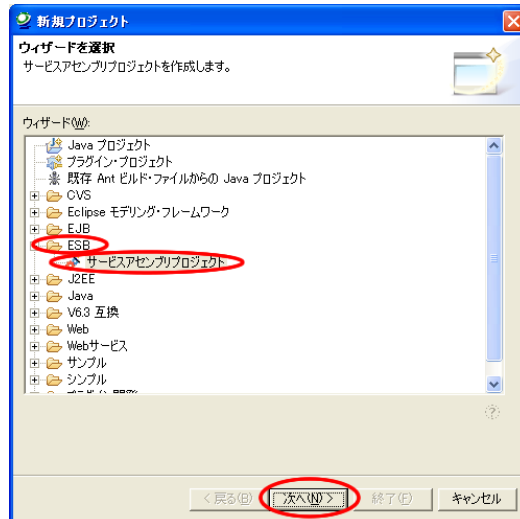 新規プロジェクト
ウィザードを選択
サービスアセンブリプロジェクトを作成します。
ウィザード(W):
Java プロジェクト
プラグイン・プロジェクト
既存 Ant ビルド・ファイルからの Java プロジェクト
CVS
Eclipse モデリング・フレームワーク
EJB
ESB
サービスアセンブリプロジェクト
J2EE
Java
V6.3 互換
Web
Webサービス
サンプル
シンプル
< 戻る(B)
次へ(N) >
終了(F)
キャンセル